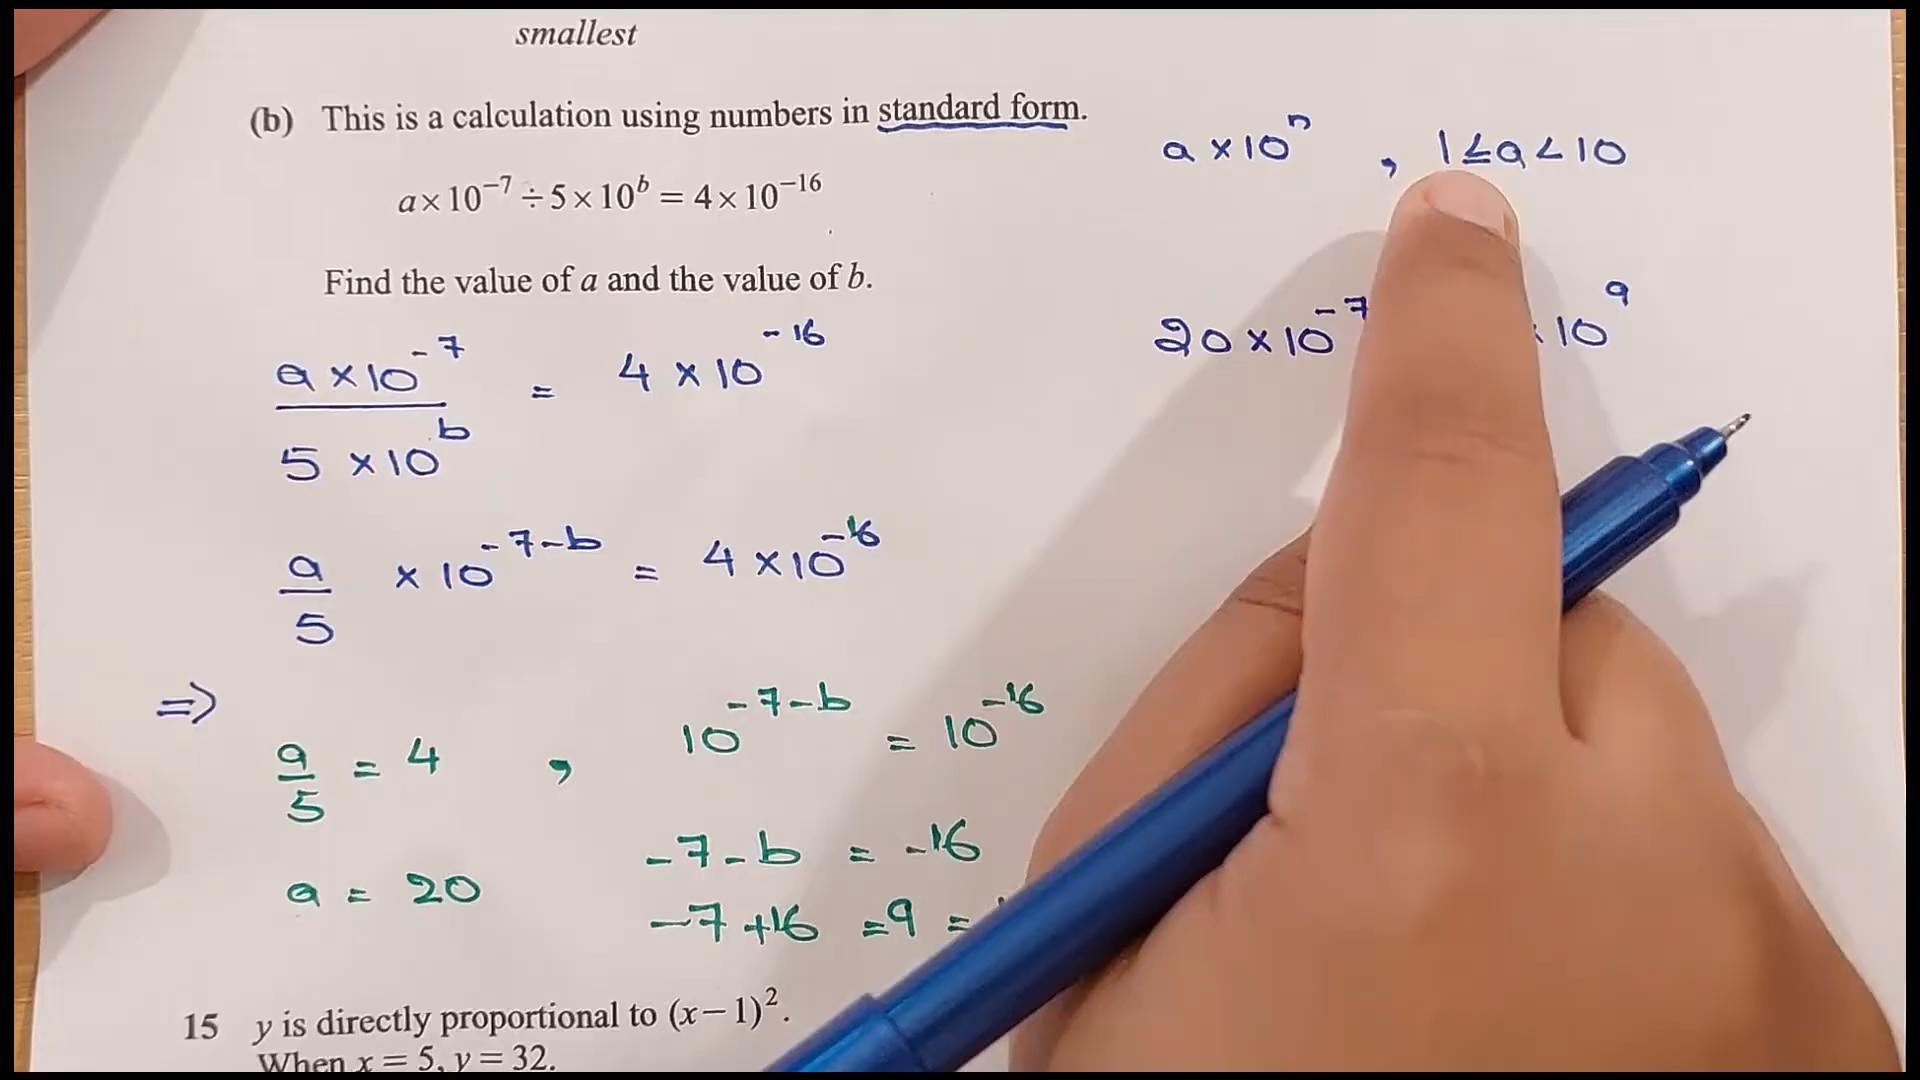 smallest
(b) This is a calculation using numbers in standard form.
a × 10⁻⁷ ÷ 5 × 10ᵇ = 4 × 10⁻¹⁶
a × 10ⁿ , 1 ≤ a < 10
Find the value of a and the value of b.
20 × 10⁻⁷ 10⁹
a × 10⁻⁷ / 5 × 10ᵇ = 4 × 10⁻¹⁶
a/5 × 10⁻⁷⁻ᵇ = 4 × 10⁻¹⁶
⇒
a/5 = 4 , 10⁻⁷⁻ᵇ = 10⁻¹⁶
-7-b = -16
a = 20
-7+16 = 9 =
15 y is directly proportional to (x−1)².
When x = 5, y = 32.